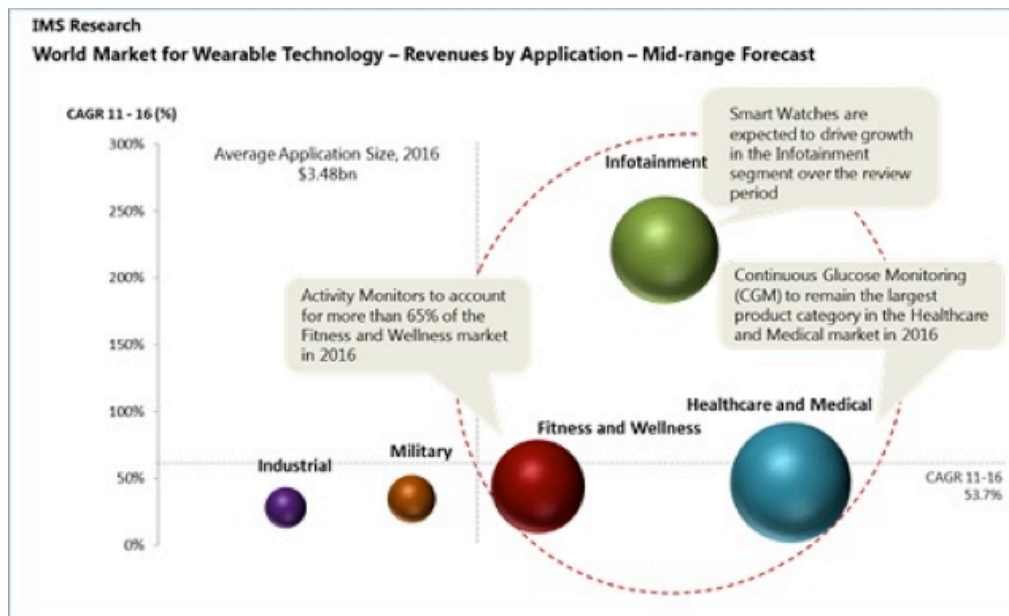 IMS Research
World Market for Wearable Technology – Revenues by Application – Mid-range Forecast
CAGR 11 - 16 (%)
300%
250%
200%
150%
100%
50%
0%
Average Application Size, 2016
$3.48bn
Infotainment
Smart Watches are
expected to drive growth
in the Infotainment
segment over the review
period
Activity Monitors to account
for more than 65% of the
Fitness and Wellness market
in 2016
Continuous Glucose Monitoring
(CGM) to remain the largest
product category in the Healthcare
and Medical market in 2016
Industrial
Military
Fitness and Wellness
Healthcare and Medical
CAGR 11-16
53.7%